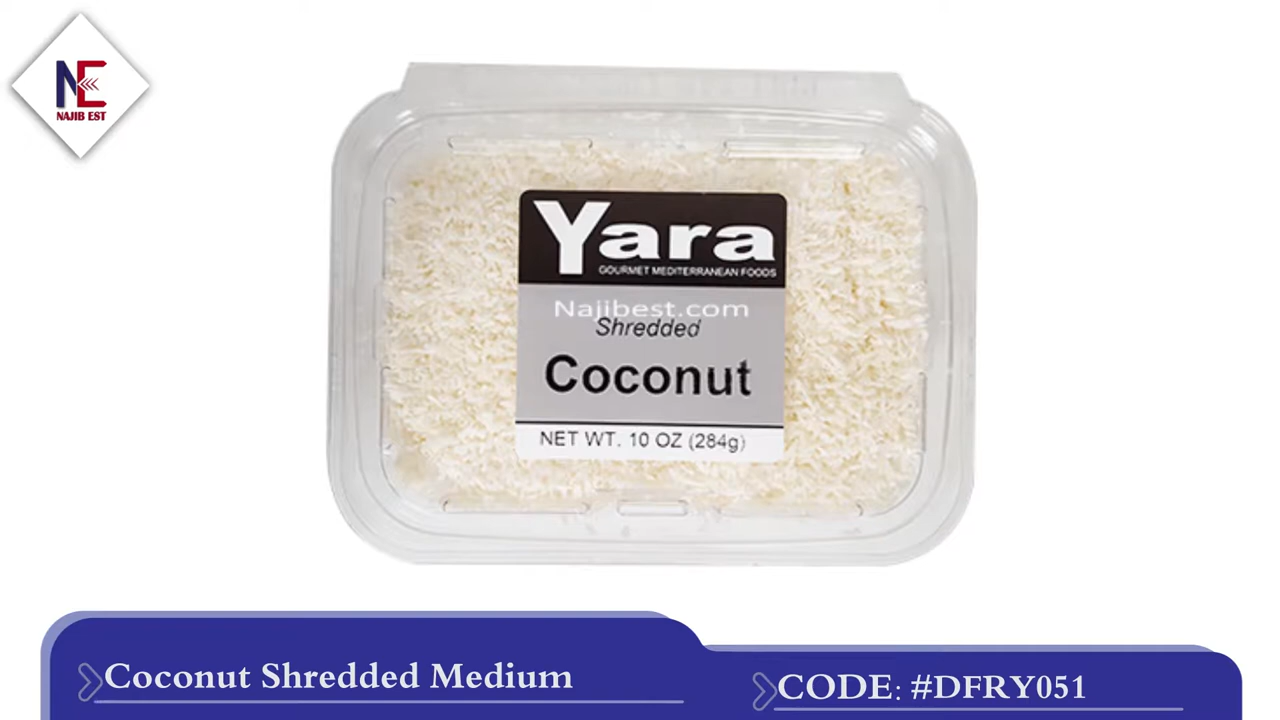 NE
NAJIB EST
Yara
GOURMET MEDITERRANEAN FOODS
Najibest.com
Shredded
Coconut
NET WT. 10 OZ (284g)
Coconut Shredded Medium
CODE: #DFRY051